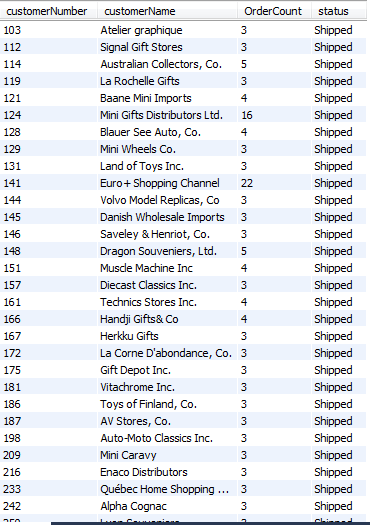 customerNumber customerName OrderCount status
103 Atelier graphique 3 Shipped
112 Signal Gift Stores 3 Shipped
114 Australian Collectors, Co. 5 Shipped
119 La Rochelle Gifts 3 Shipped
121 Baane Mini Imports 4 Shipped
124 Mini Gifts Distributors Ltd. 16 Shipped
128 Blauer See Auto, Co. 4 Shipped
129 Mini Wheels Co. 3 Shipped
131 Land of Toys Inc. 3 Shipped
141 Euro+ Shopping Channel 22 Shipped
144 Volvo Model Replicas, Co 3 Shipped
145 Danish Wholesale Imports 3 Shipped
146 Saveley & Henriot, Co. 3 Shipped
148 Dragon Souveniers, Ltd. 5 Shipped
151 Muscle Machine Inc 4 Shipped
157 Diecast Classics Inc. 3 Shipped
161 Technics Stores Inc. 4 Shipped
166 Handji Gifts& Co 4 Shipped
167 Herkku Gifts 3 Shipped
172 La Corne D'abondance, Co. 3 Shipped
175 Gift Depot Inc. 3 Shipped
181 Vitachrome Inc. 3 Shipped
186 Toys of Finland, Co. 3 Shipped
187 AV Stores, Co. 3 Shipped
198 Auto-Moto Classics Inc. 3 Shipped
209 Mini Caravy 3 Shipped
216 Enaco Distributors 3 Shipped
233 Québec Home Shopping ... 3 Shipped
242 Alpha Cognac 3 Shipped